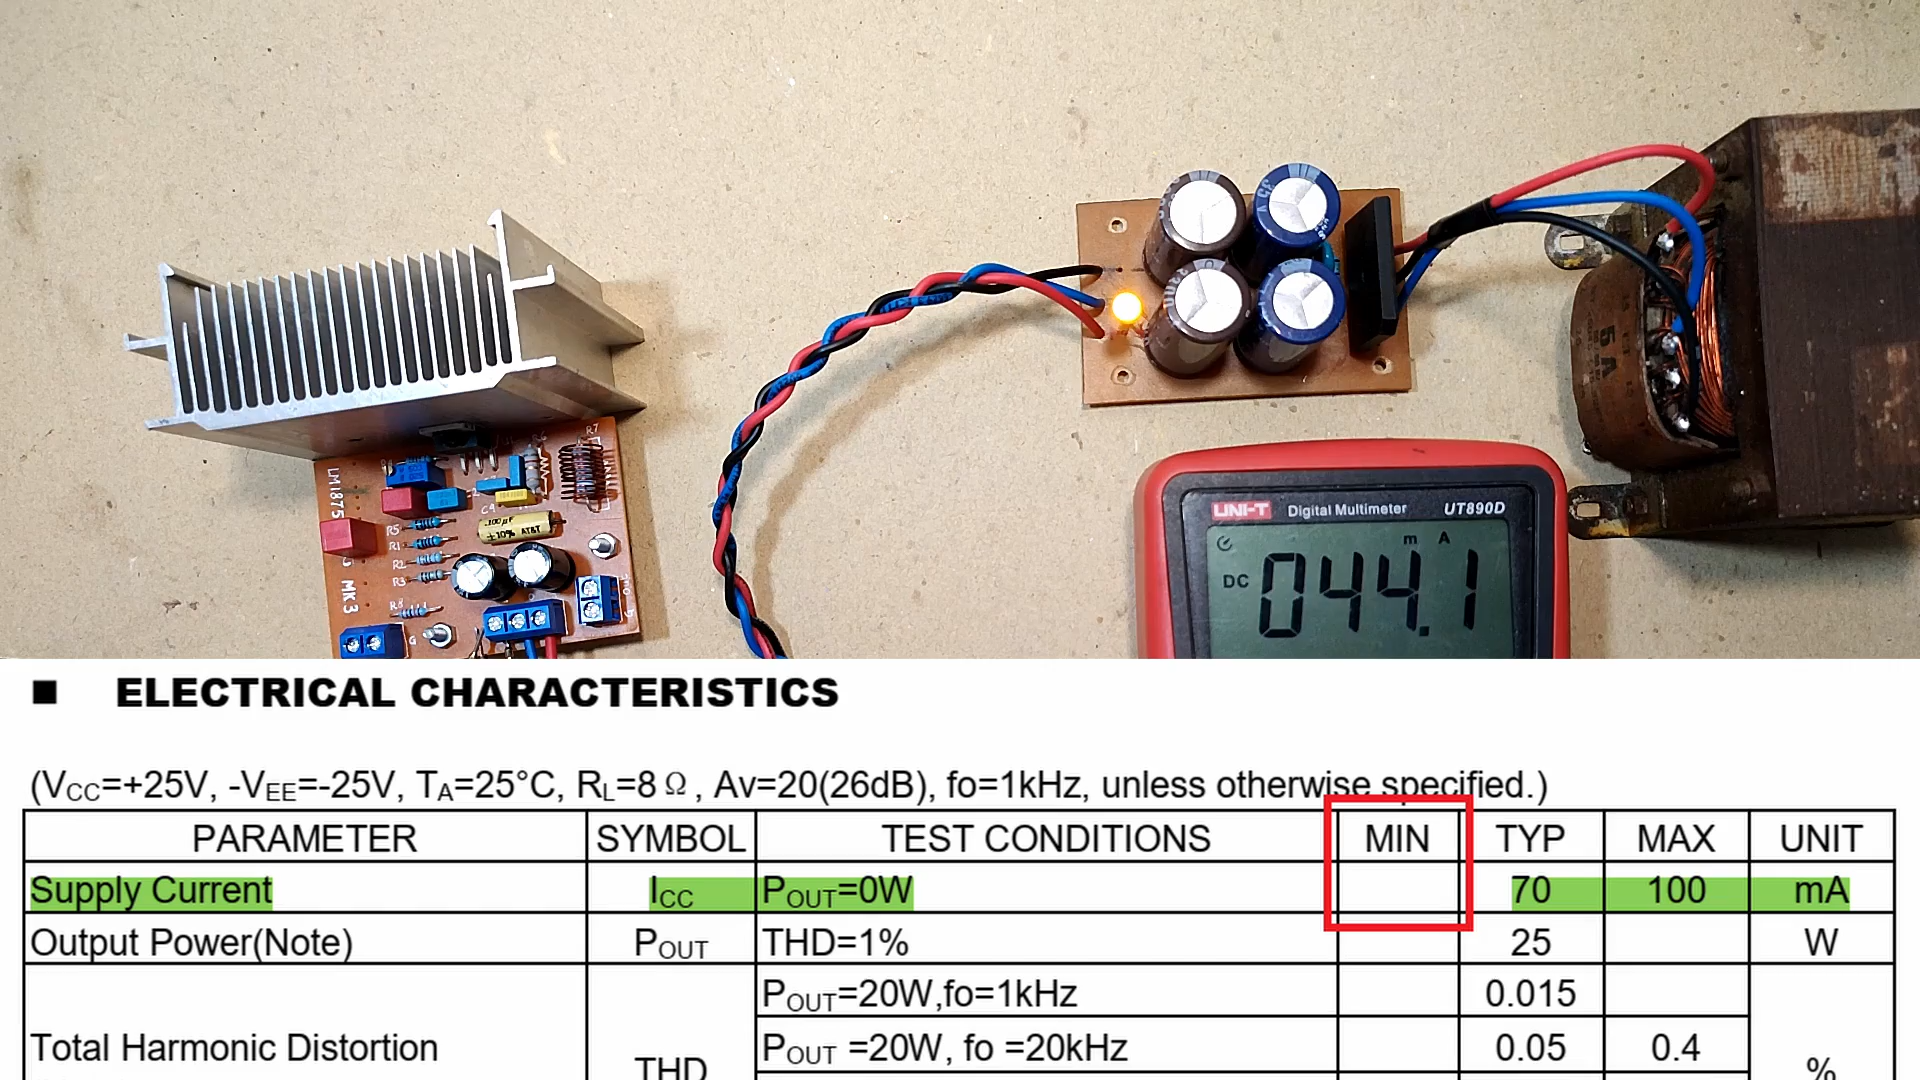 UNI-T Digital Multimeter UT890D
m A
DC 044.1
5A
LM1875
MK3
R7
C4
R5
R1
R2
R3
R8
G
.100µF
±10% AT&T
■ ELECTRICAL CHARACTERISTICS
(VCC=+25V, -VEE=-25V, TA=25°C, RL=8Ω, Av=20(26dB), fo=1kHz, unless otherwise specified.)
PARAMETER SYMBOL TEST CONDITIONS MIN TYP MAX UNIT
Supply Current ICC POUT=0W 70 100 mA
Output Power(Note) POUT THD=1% 25 W
Total Harmonic Distortion THD POUT=20W,fo=1kHz 0.015 %
POUT =20W, fo =20kHz 0.05 0.4